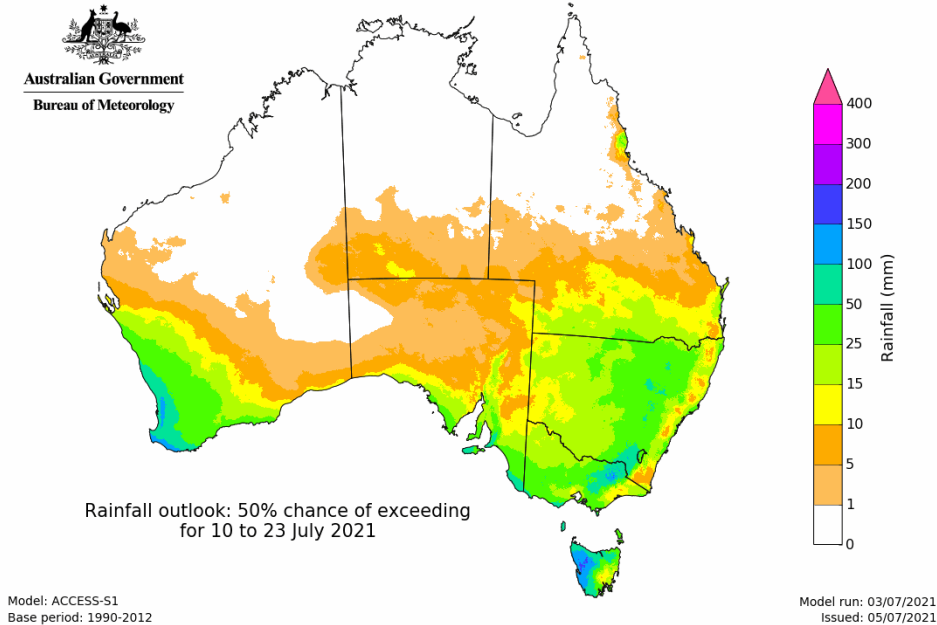 Australian Government
Bureau of Meteorology
400
300
200
150
100
50
25
15
10
5
1
0
Rainfall (mm)
Rainfall outlook: 50% chance of exceeding
for 10 to 23 July 2021
Model: ACCESS-S1
Base period: 1990-2012
Model run: 03/07/2021
Issued: 05/07/2021